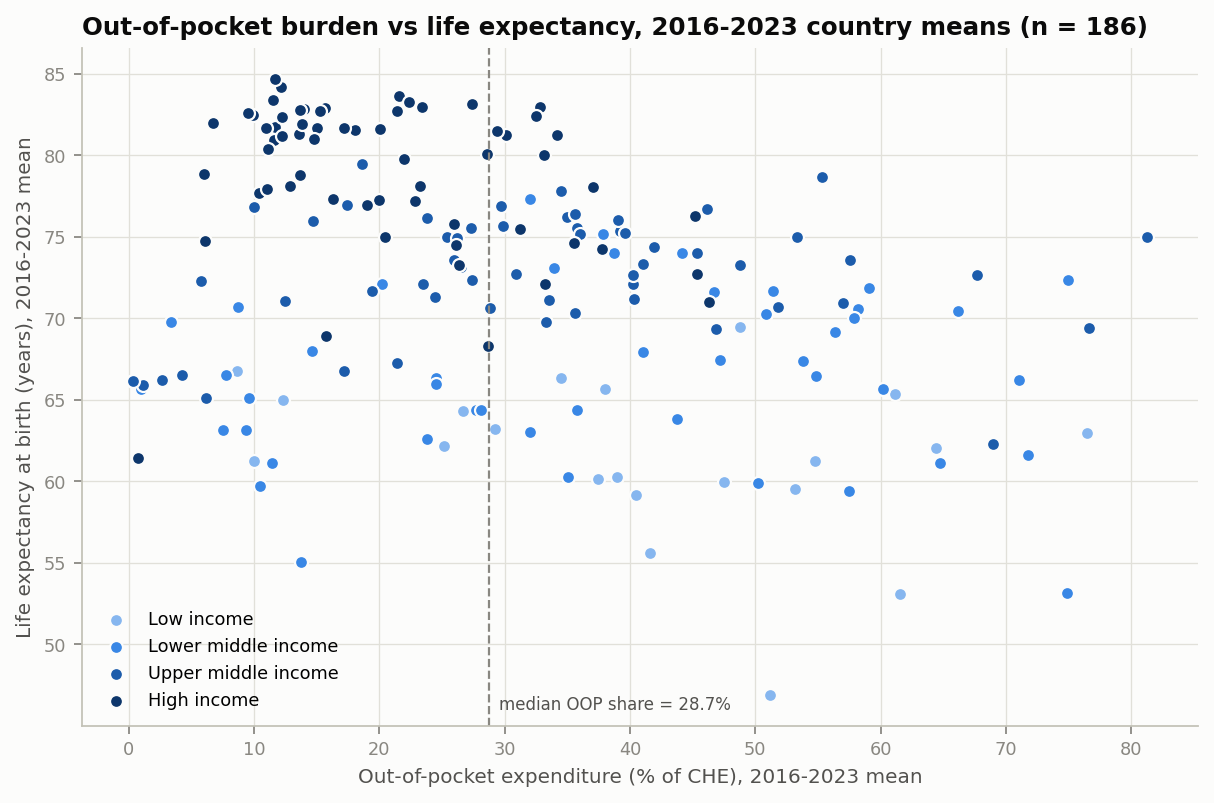 Out-of-pocket burden vs life expectancy, 2016-2023 country means (n = 186)
Life expectancy at birth (years), 2016-2023 mean
85
80
75
70
65
60
55
50
Low income
Lower middle income
Upper middle income
High income
median OOP share = 28.7%
0 10 20 30 40 50 60 70 80
Out-of-pocket expenditure (% of CHE), 2016-2023 mean